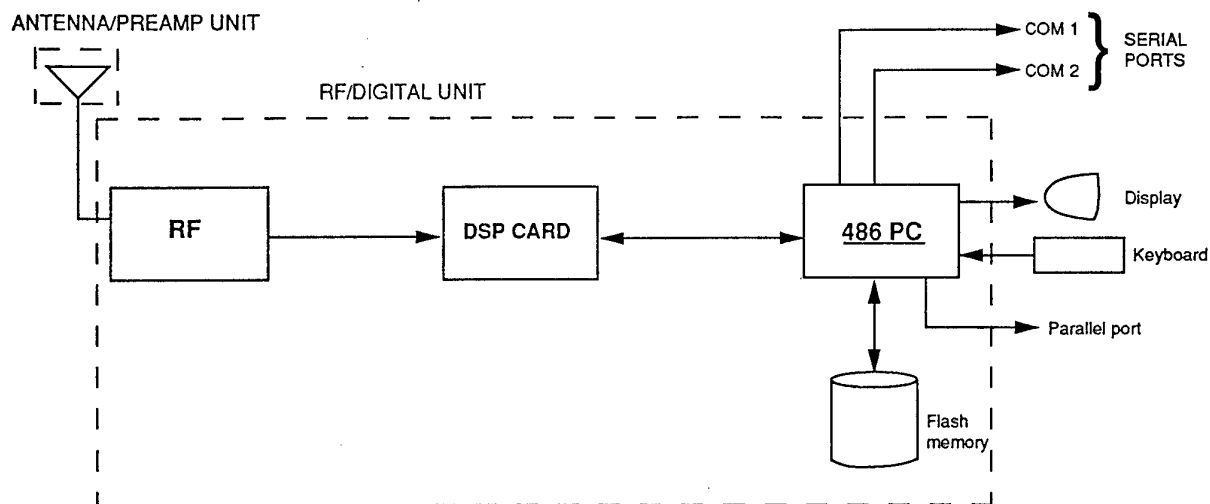 ANTENNA/PREAMP UNIT
RF/DIGITAL UNIT
COM 1
COM 2
SERIAL
PORTS
RF
DSP CARD
486 PC
Display
Keyboard
Parallel port
Flash
memory